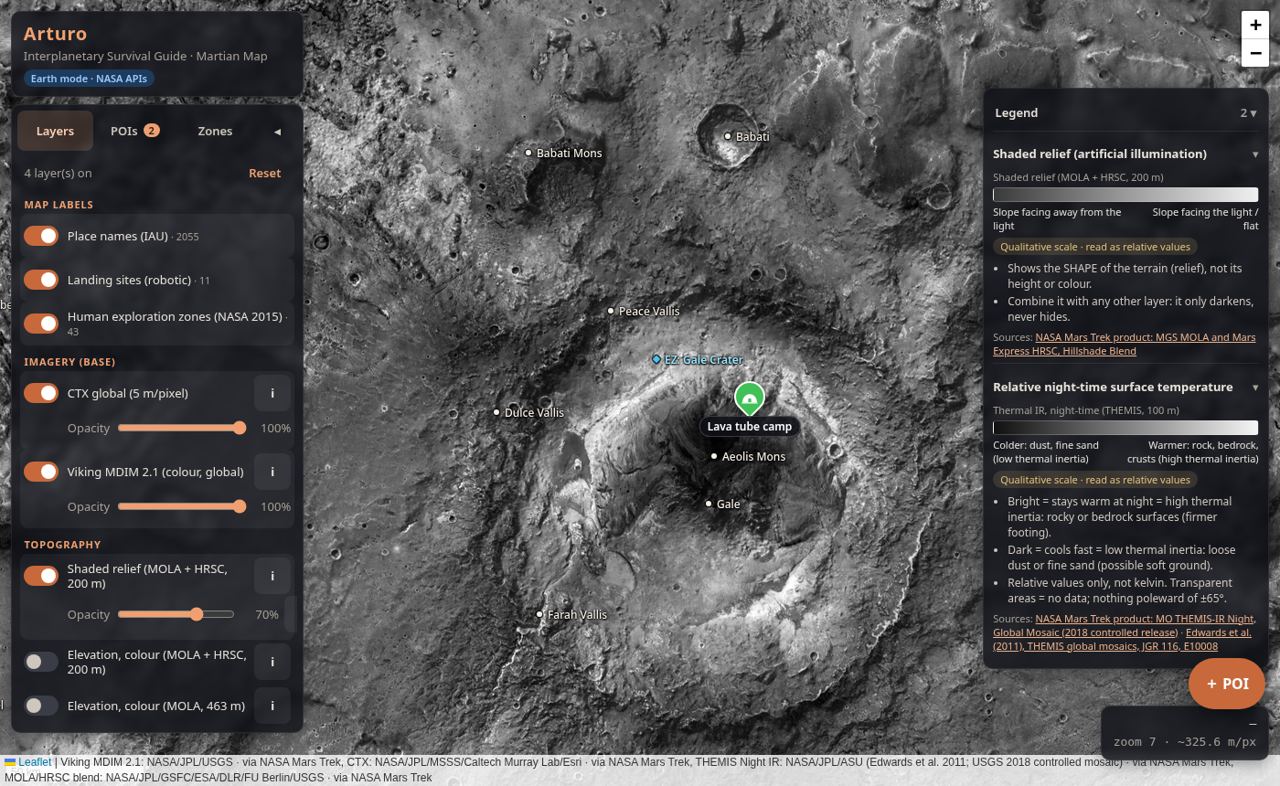 Arturo
Interplanetary Survival Guide · Martian Map
Earth mode · NASA APIs
Layers
POIs 2
Zones
◂
4 layer(s) on
Reset
MAP LABELS
Place names (IAU) · 2055
Landing sites (robotic) · 11
Human exploration zones (NASA 2015) ·
43
IMAGERY (BASE)
CTX global (5 m/pixel)
i
Opacity
100%
Viking MDIM 2.1 (colour, global)
i
Opacity
100%
TOPOGRAPHY
Shaded relief (MOLA + HRSC,
200 m)
i
Opacity
70%
Elevation, colour (MOLA + HRSC,
200 m)
i
Elevation, colour (MOLA, 463 m)
i
Babati
Babati Mons
Peace Vallis
EZ: Gale Crater
Dulce Vallis
Lava tube camp
Aeolis Mons
Gale
Farah Vallis
+
−
Legend
2 ▾
Shaded relief (artificial illumination)
▾
Shaded relief (MOLA + HRSC, 200 m)
Slope facing away from the
light
Slope facing the light /
flat
Qualitative scale · read as relative values
• Shows the SHAPE of the terrain (relief), not its
height or colour.
• Combine it with any other layer: it only darkens,
never hides.
Sources: NASA Mars Trek product: MGS MOLA and Mars
Express HRSC, Hillshade Blend
Relative night-time surface temperature
▾
Thermal IR, night-time (THEMIS, 100 m)
Colder: dust, fine sand
(low thermal inertia)
Warmer: rock, bedrock,
crusts (high thermal inertia)
Qualitative scale · read as relative values
• Bright = stays warm at night = high thermal
inertia: rocky or bedrock surfaces (firmer
footing).
• Dark = cools fast = low thermal inertia: loose
dust or fine sand (possible soft ground).
• Relative values only, not kelvin. Transparent
areas = no data; nothing poleward of ±65°.
Sources: NASA Mars Trek product: MO THEMIS-IR Night,
Global Mosaic (2018 controlled release) · Edwards et al.
(2011), THEMIS global mosaics, JGR 116, E10008
+ POI
—
zoom 7 · ~325.6 m/px
Leaflet | Viking MDIM 2.1: NASA/JPL/USGS · via NASA Mars Trek, CTX: NASA/JPL/MSSS/Caltech Murray Lab/Esri · via NASA Mars Trek, THEMIS Night IR: NASA/JPL/ASU (Edwards et al. 2011; USGS 2018 controlled mosaic) · via NASA Mars Trek,
MOLA/HRSC blend: NASA/JPL/GSFC/ESA/DLR/FU Berlin/USGS · via NASA Mars Trek